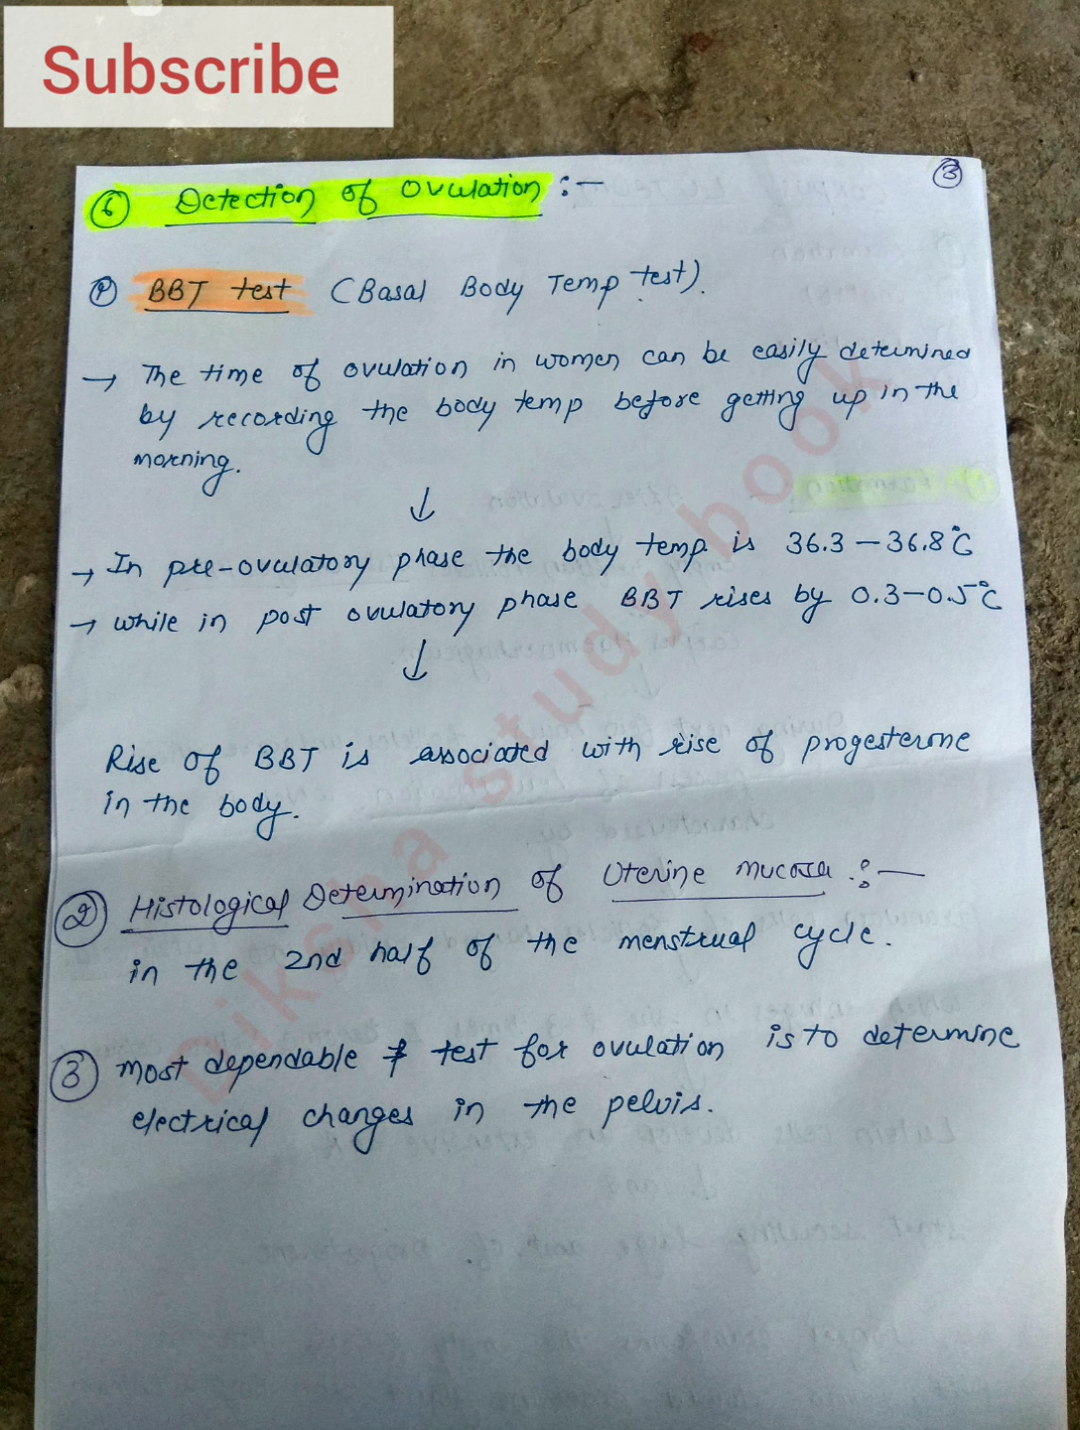 Subscribe
③
⑥ Detection of Ovulation :-
① BBT test (Basal Body Temp test).
→ The time of ovulation in women can be easily determined
by recording the body temp before getting up in the
morning.
↓
→ In pre-ovulatory phase the body temp is 36.3-36.8°C
→ while in post ovulatory phase BBT rises by 0.3-0.5°C
↓
Rise of BBT is associated with rise of progesterone
in the body.
② Histological Determination of Uterine mucosa :-
in the 2nd half of the menstrual cycle.
③ most dependable test for ovulation is to determine
electrical changes in the pelvis.
Diksha study book